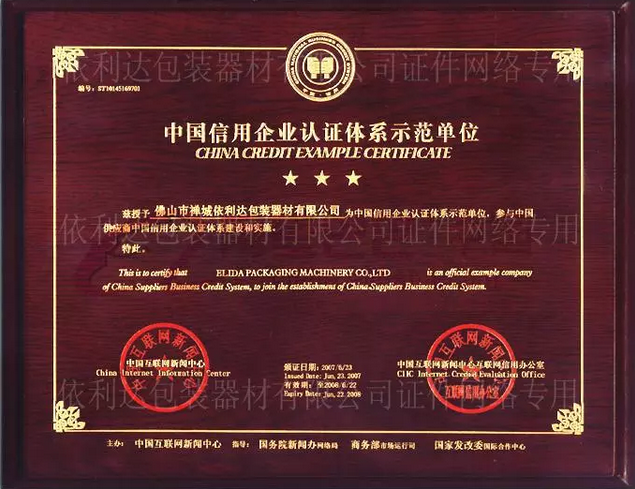 依利达包装器材有限公司证件网络专用
编号：ST10145169701
中国信用企业认证体系示范单位
CHINA CREDIT EXAMPLE CERTIFICATE
兹授予 佛山市禅城依利达包装器材有限公司 为中国信用企业认证体系示范单位，参与中国
供应商中国信用企业认证体系建设和实施。
依利达包装器材有限公司证件网络专用
特此。
This is to certify that ELIDA PACKAGING MACHINERY CO.,LTD is an official example company
of China Suppliers Business Credit System, to join the establishment of China.Suppliers Business Credit System.
中国互联网新闻中心
China Internet Information Center
颁证日期：2007/6/23
Issued Date: Jun,23.2007
有效期： 至2008/6/22
Expiry Date: Jun,22.2008
中国互联网新闻中心互联网信用办公室
CIIC Internet Credit Evaluation Office
互联网信用办公室
依利达包装器材有限公司证件网络专用
主办： 中国互联网新闻中心 指导： 国务院新闻办网络局 商务部市场运行司 国家发改委国际合作中心